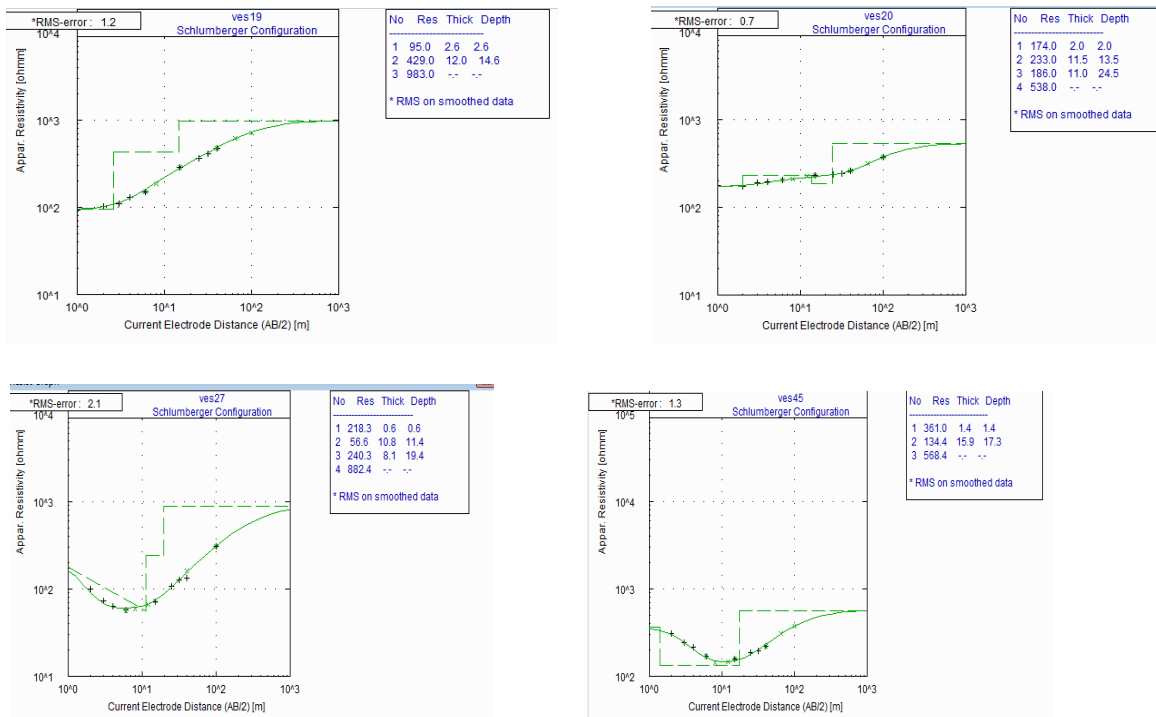 *RMS-error : 1.2
ves19
Schlumberger Configuration
No Res Thick Depth
1 95.0 2.6 2.6
2 429.0 12.0 14.6
3 983.0 -.- -.-
* RMS on smoothed data
Appar. Resistivity [ohmm]
10^4
10^3
10^2
10^1
10^0 10^1 10^2 10^3
Current Electrode Distance (AB/2) [m]
*RMS-error : 0.7
ves20
Schlumberger Configuration
No Res Thick Depth
1 174.0 2.0 2.0
2 233.0 11.5 13.5
3 186.0 11.0 24.5
4 538.0 -.- -.-
* RMS on smoothed data
Appar. Resistivity [ohmm]
10^4
10^3
10^2
10^1
10^0 10^1 10^2 10^3
Current Electrode Distance (AB/2) [m]
*RMS-error : 2.1
ves27
Schlumberger Configuration
No Res Thick Depth
1 218.3 0.6 0.6
2 56.6 10.8 11.4
3 240.3 8.1 19.4
4 882.4 -.- -.-
* RMS on smoothed data
Appar. Resistivity [ohmm]
10^4
10^3
10^2
10^1
10^0 10^1 10^2 10^3
Current Electrode Distance (AB/2) [m]
*RMS-error : 1.3
ves45
Schlumberger Configuration
No Res Thick Depth
1 361.0 1.4 1.4
2 134.4 15.9 17.3
3 568.4 -.- -.-
* RMS on smoothed data
Appar. Resistivity [ohmm]
10^5
10^4
10^3
10^2
10^0 10^1 10^2 10^3
Current Electrode Distance (AB/2) [m]